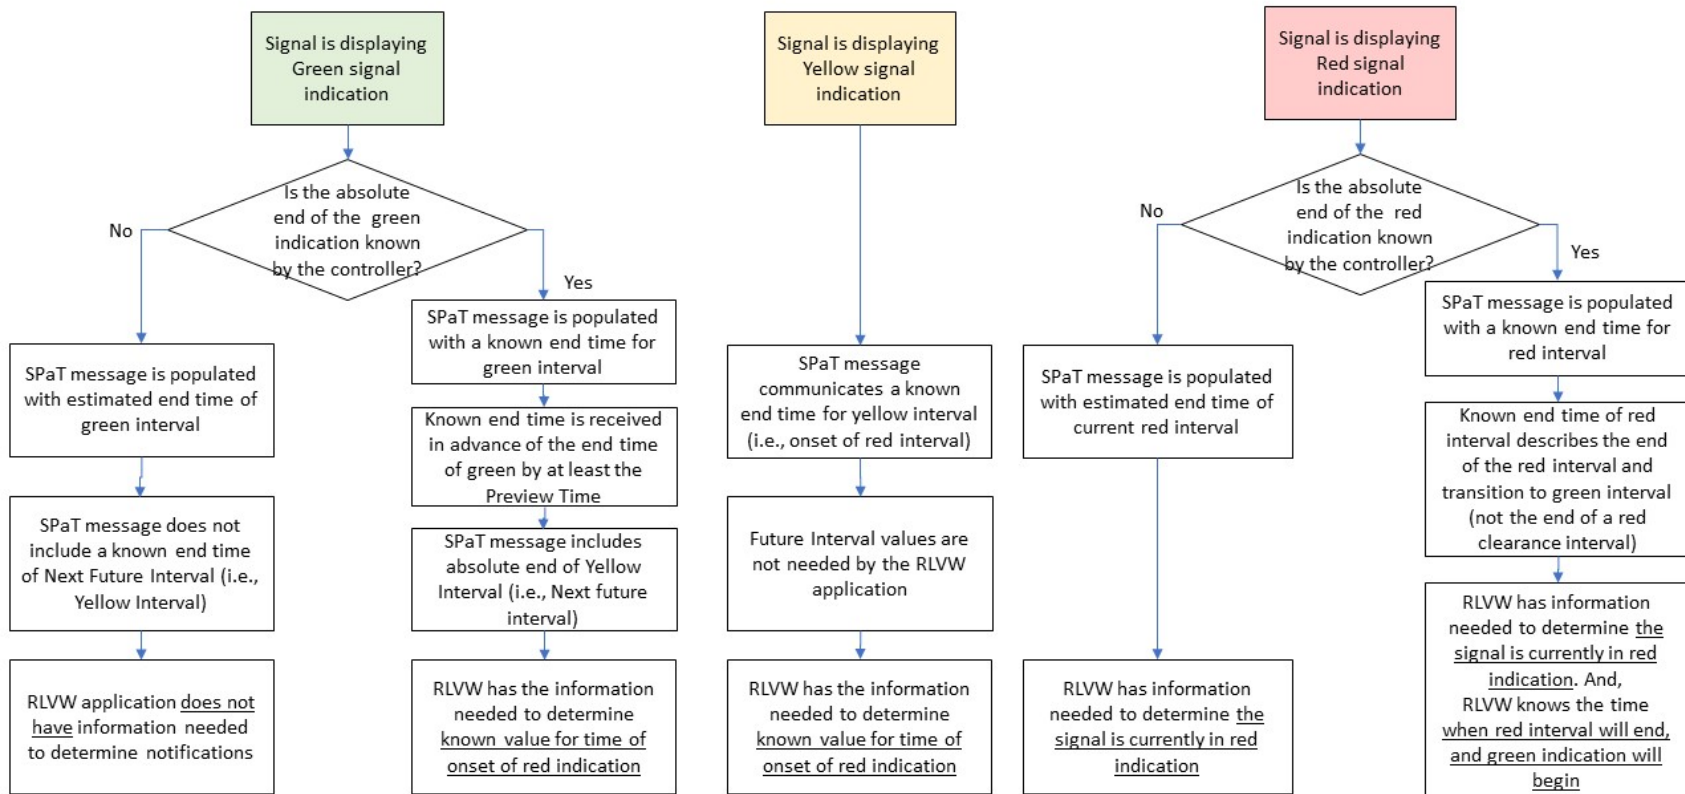 Signal is displaying
Green signal
indication
Is the absolute
end of the green
indication known
by the controller?
No
Yes
SPaT message is populated
with estimated end time of
green interval
SPaT message does not
include a known end time
of Next Future Interval (i.e.,
Yellow Interval)
RLVW application does not
have information needed
to determine notifications
SPaT message is populated
with a known end time for
green interval
Known end time is received
in advance of the end time
of green by at least the
Preview Time
SPaT message includes
absolute end of Yellow
Interval (i.e., Next future
interval)
RLVW has the information
needed to determine
known value for time of
onset of red indication
Signal is displaying
Yellow signal
indication
SPaT message
communicates a known
end time for yellow interval
(i.e., onset of red interval)
Future Interval values are
not needed by the RLVW
application
RLVW has the information
needed to determine
known value for time of
onset of red indication
Signal is displaying
Red signal
indication
Is the absolute
end of the red
indication known
by the controller?
No
Yes
SPaT message is populated
with estimated end time of
current red interval
RLVW has information
needed to determine the
signal is currently in red
indication
SPaT message is populated
with a known end time for
red interval
Known end time of red
interval describes the end
of the red interval and
transition to green interval
(not the end of a red
clearance interval)
RLVW has information
needed to determine the
signal is currently in red
indication. And,
RLVW knows the time
when red interval will end,
and green indication will
begin